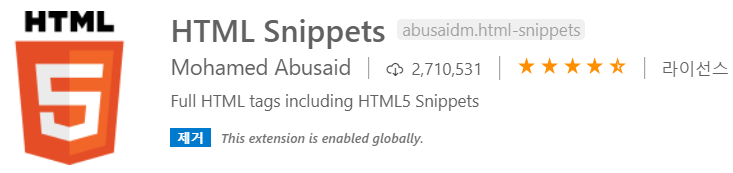 HTML
5
HTML Snippets abusaidm.html-snippets
Mohamed Abusaid 2,710,531 라이선스
Full HTML tags including HTML5 Snippets
제거 This extension is enabled globally.